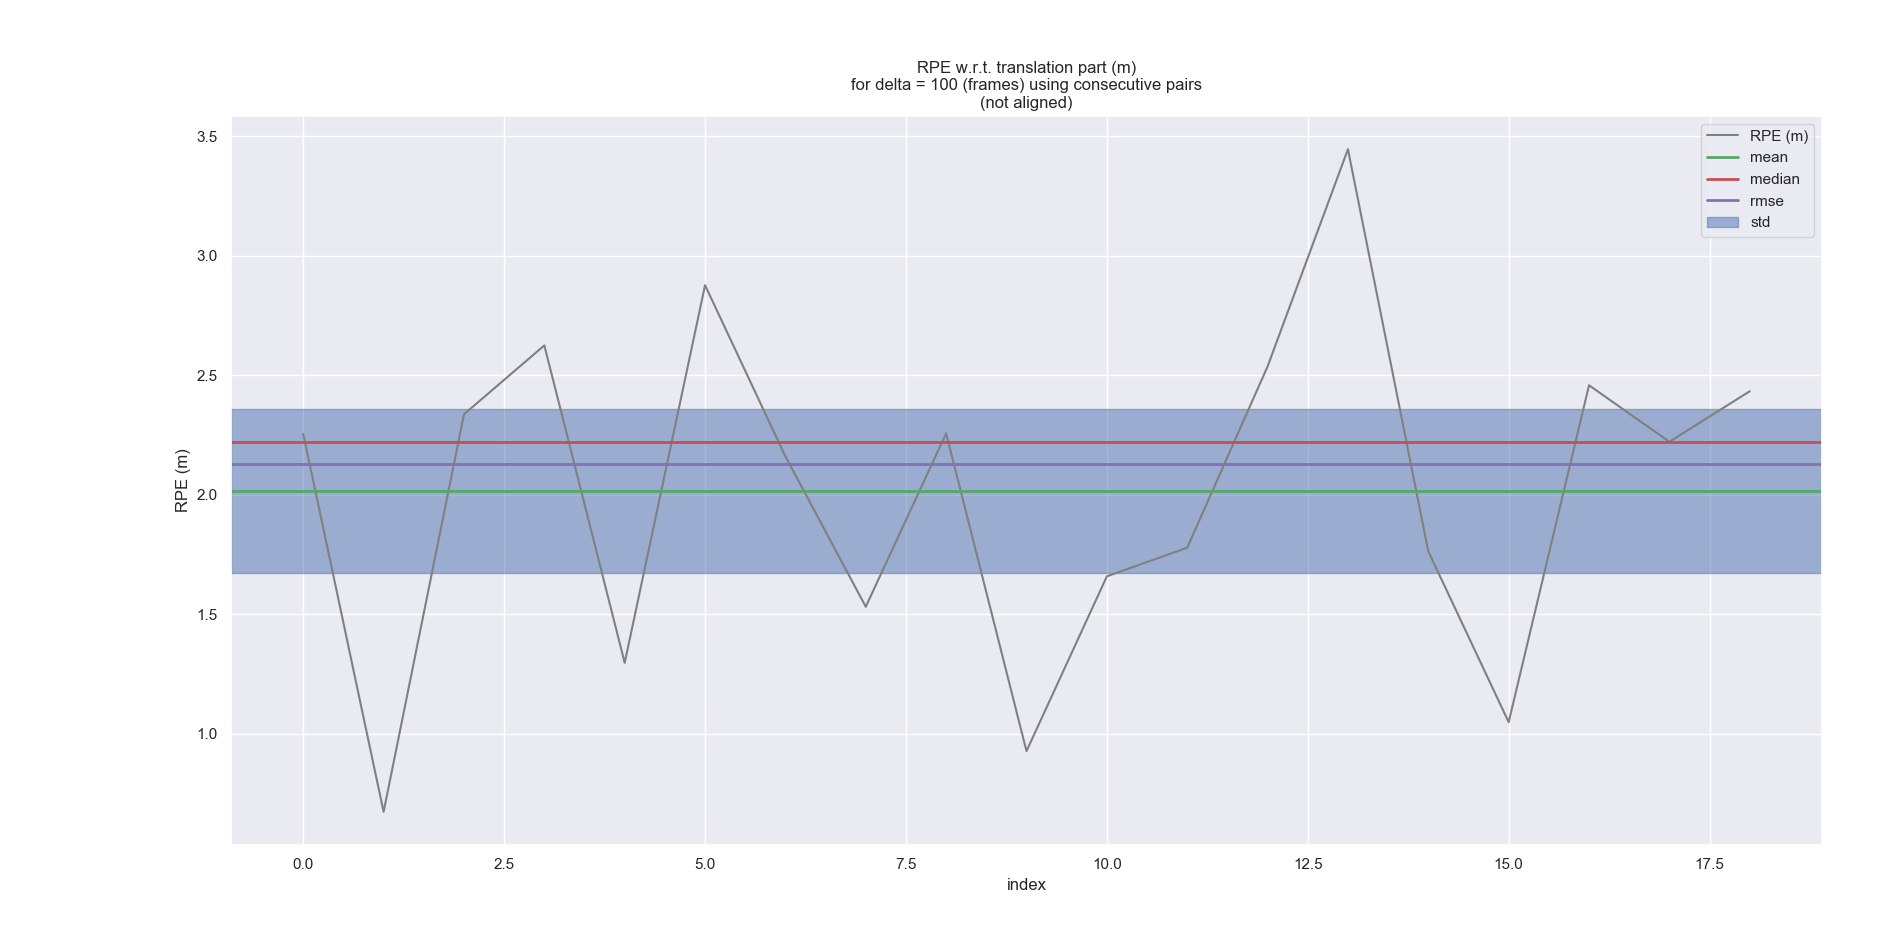 RPE w.r.t. translation part (m)
for delta = 100 (frames) using consecutive pairs
(not aligned)
3.5
3.0
2.5
2.0
1.5
1.0
RPE (m)
RPE (m)
mean
median
rmse
std
0.0
2.5
5.0
7.5
10.0
12.5
15.0
17.5
index